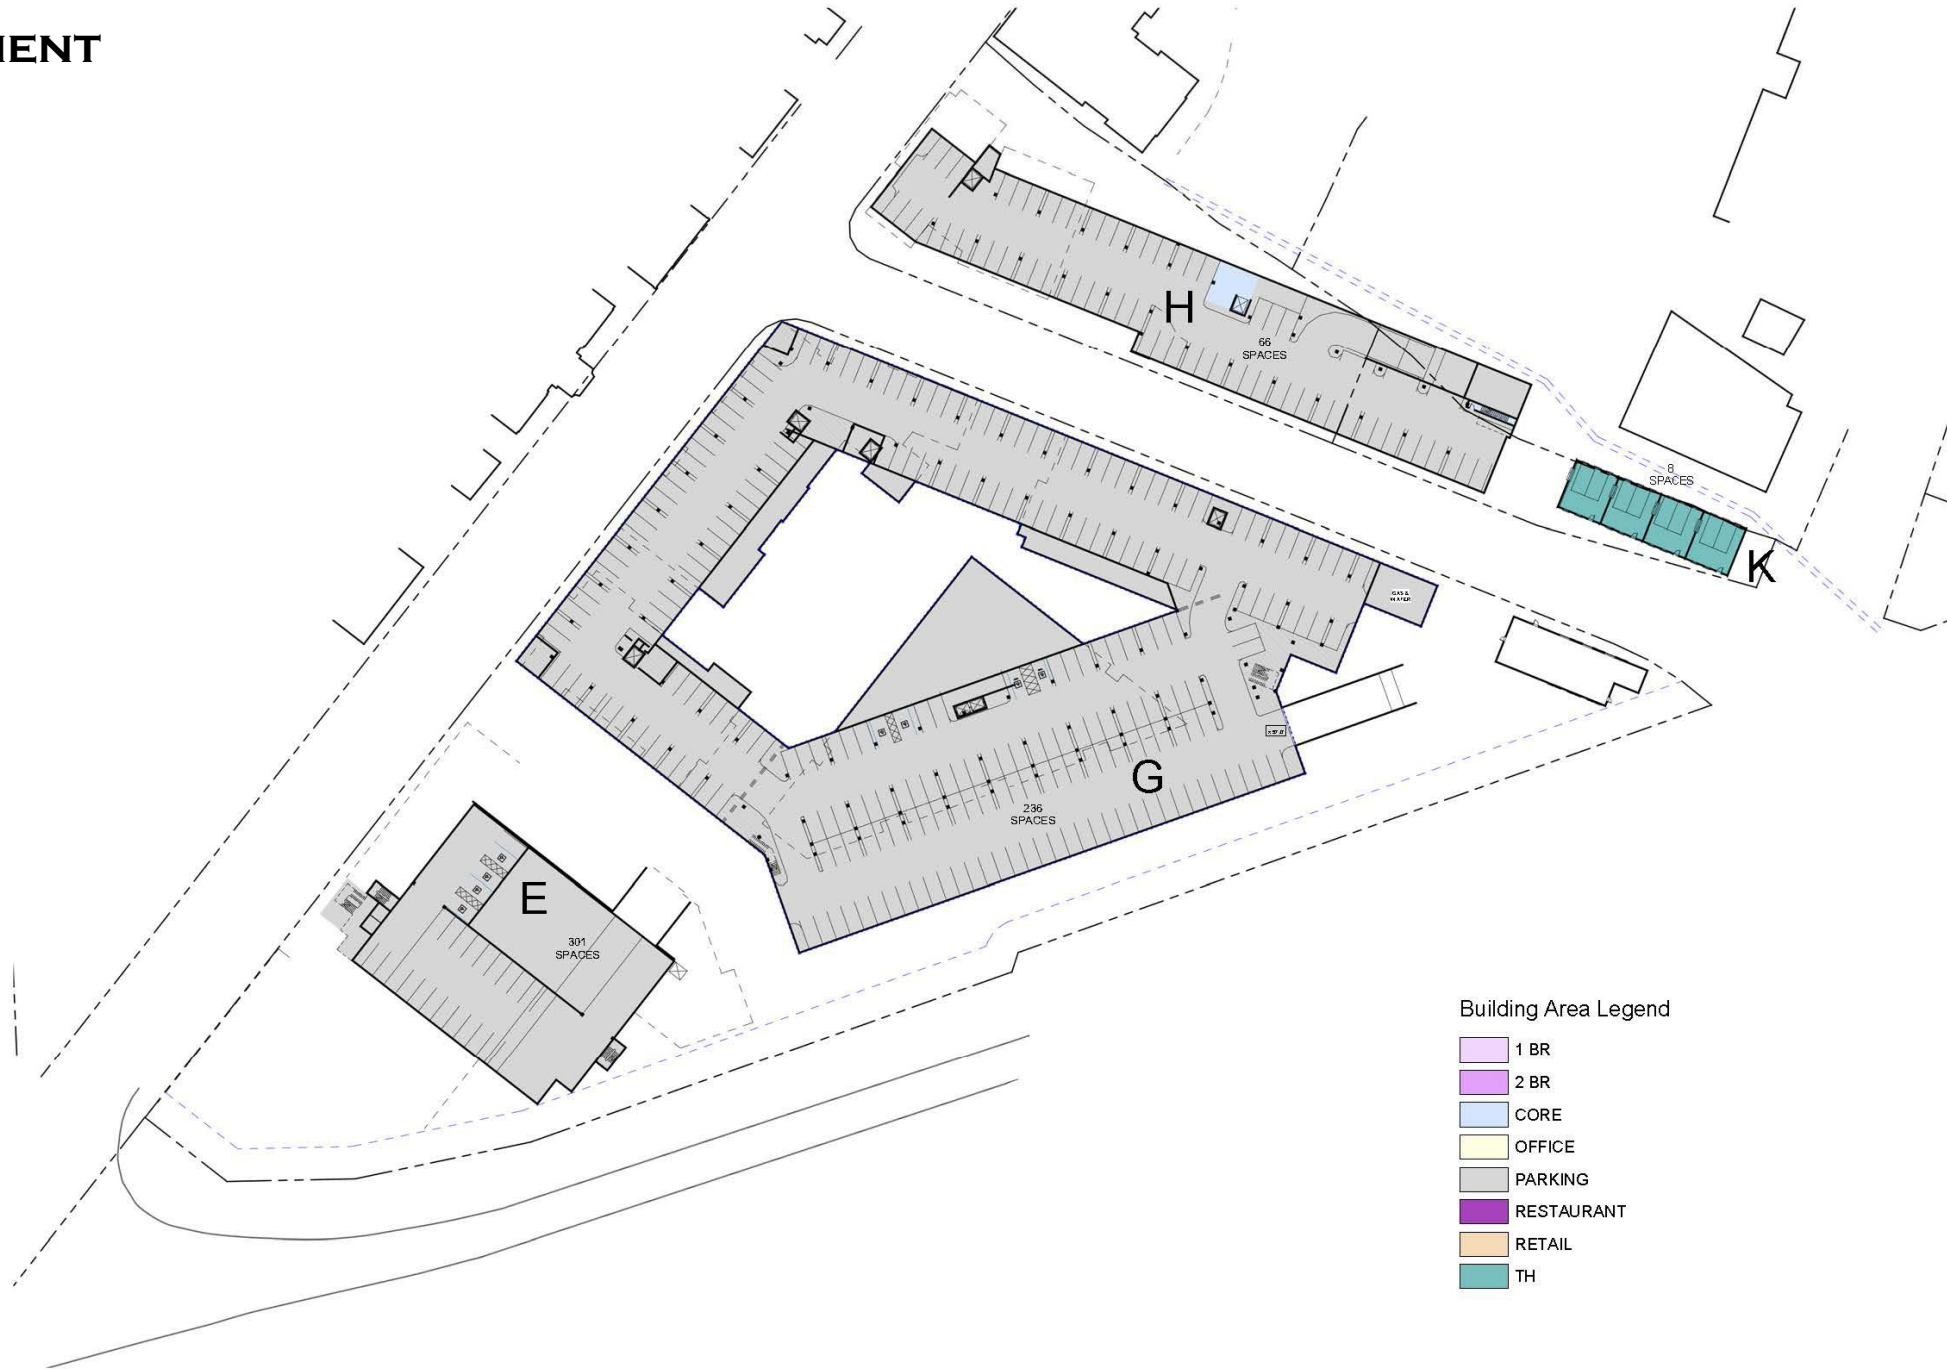 MENT
H
66
SPACES
8
SPACES
K
GAS &
WATER
G
236
SPACES
E
301
SPACES
Building Area Legend
1 BR
2 BR
CORE
OFFICE
PARKING
RESTAURANT
RETAIL
TH